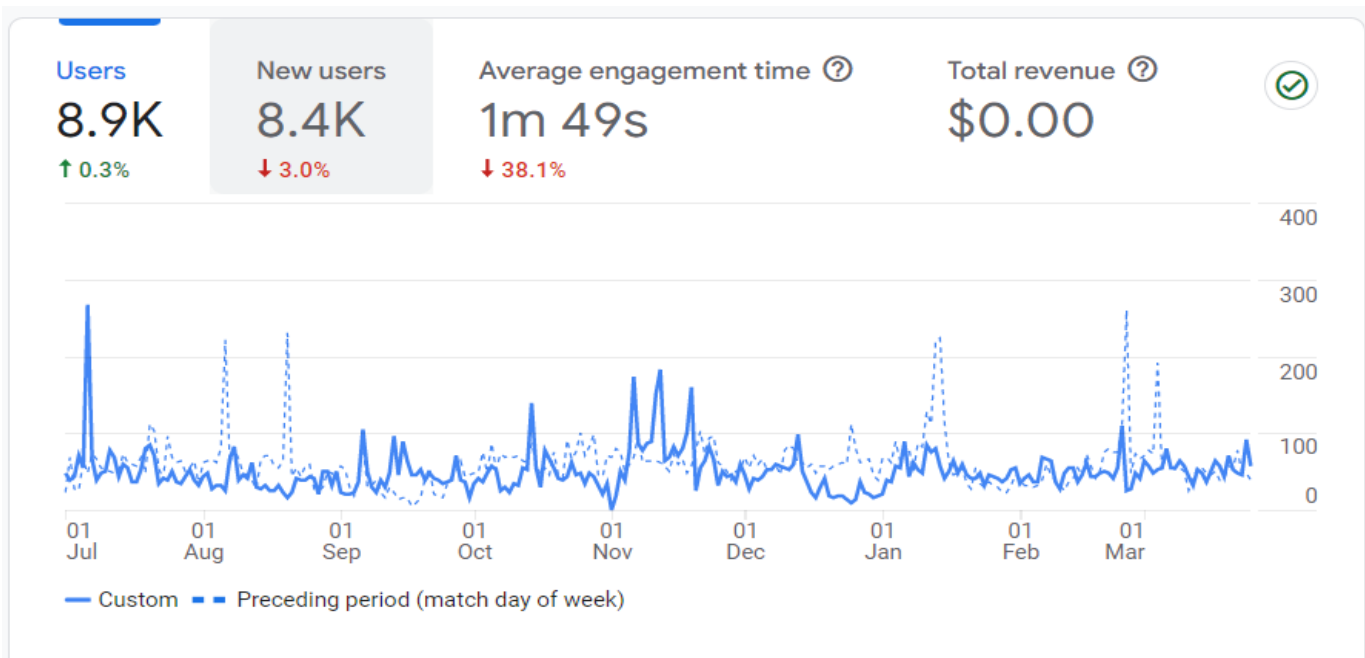 Users
8.9K
↑ 0.3%
New users
8.4K
↓ 3.0%
Average engagement time
1m 49s
↓ 38.1%
Total revenue
$0.00
400
300
200
100
0
01 Jul
01 Aug
01 Sep
01 Oct
01 Nov
01 Dec
01 Jan
01 Feb
01 Mar
Custom
Preceding period (match day of week)